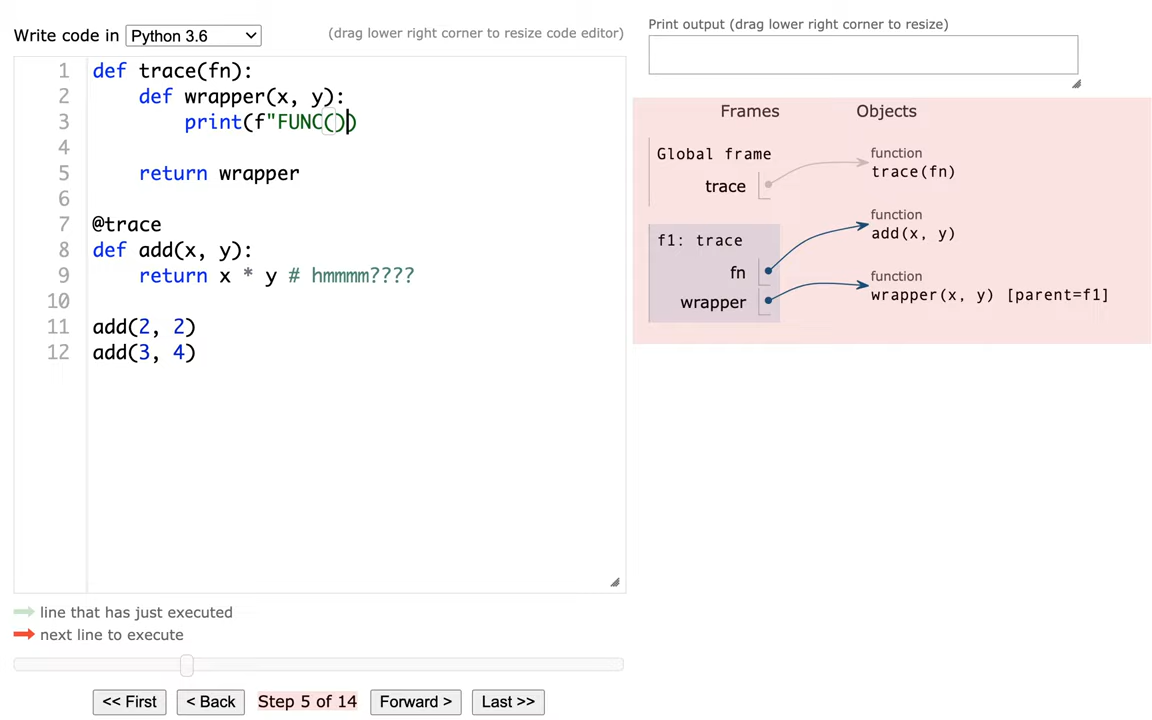 Write code in Python 3.6
(drag lower right corner to resize code editor)
1 def trace(fn):
2     def wrapper(x, y):
3         print(f"FUNC())
4
5     return wrapper
6
7 @trace
8 def add(x, y):
9     return x * y # hmmmm????
10
11 add(2, 2)
12 add(3, 4)
line that has just executed
next line to execute
<< First < Back Step 5 of 14 Forward > Last >>
Print output (drag lower right corner to resize)
Frames Objects
Global frame
trace
function
trace(fn)
f1: trace
fn
wrapper
function
add(x, y)
function
wrapper(x, y) [parent=f1]